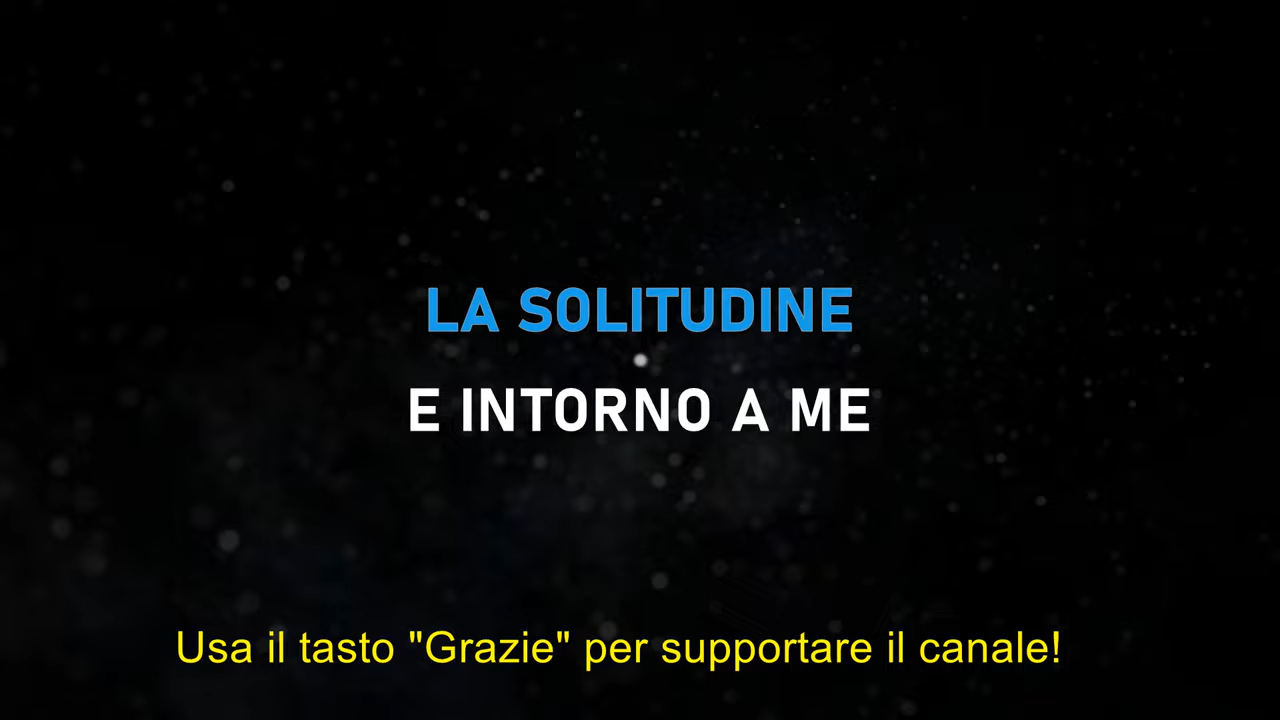 LA SOLITUDINE
E INTORNO A ME
Usa il tasto "Grazie" per supportare il canale!